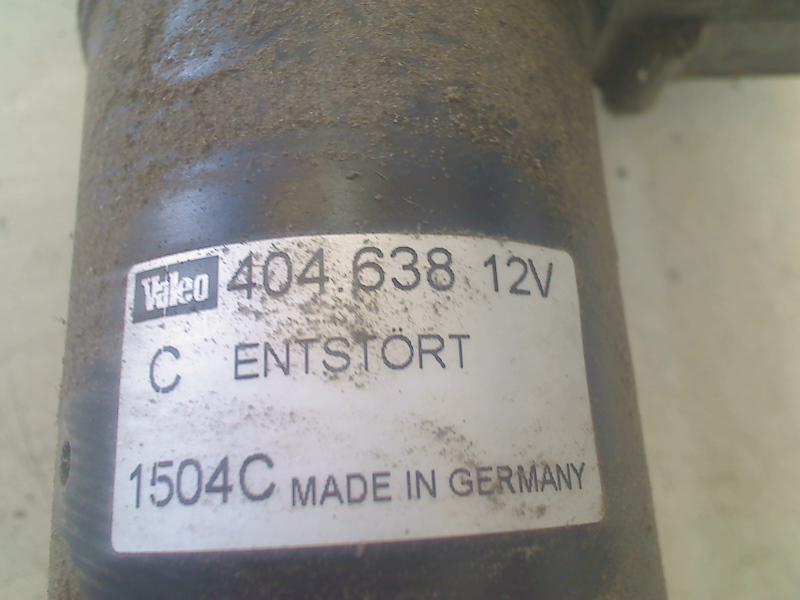 Valeo 404.638 12V
C ENTSTÖRT
1504C MADE IN GERMANY